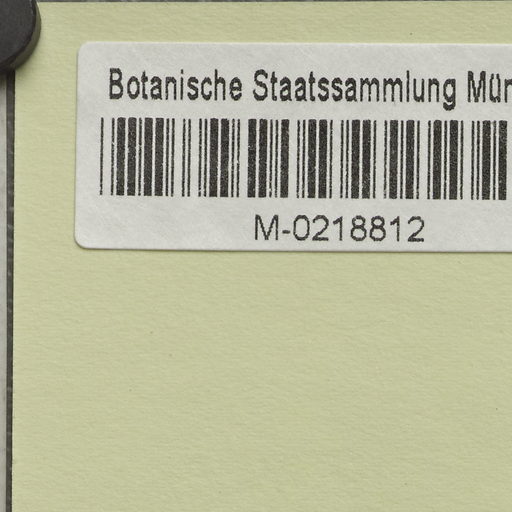 Botanische Staatssammlung Mün
M-0218812